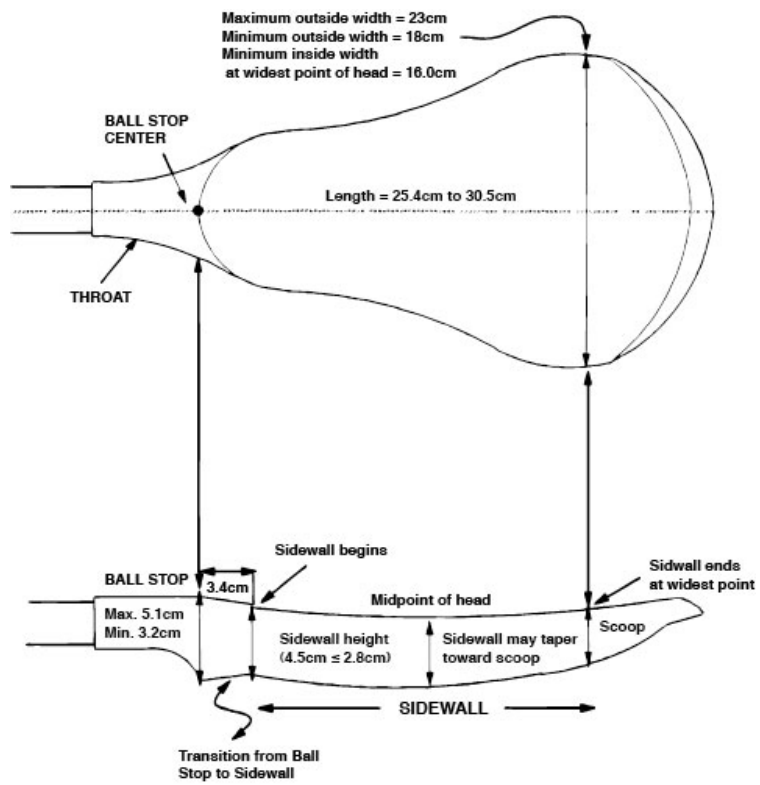 Maximum outside width = 23cm
Minimum outside width = 18cm
Minimum inside width
at widest point of head = 16.0cm
BALL STOP
CENTER
Length = 25.4cm to 30.5cm
THROAT
Sidewall begins
BALL STOP
3.4cm
Sidwall ends
at widest point
Midpoint of head
Max. 5.1cm
Min. 3.2cm
Sidewall height
(4.5cm ≤ 2.8cm)
Sidewall may taper
toward scoop
Scoop
SIDEWALL
Transition from Ball
Stop to Sidewall